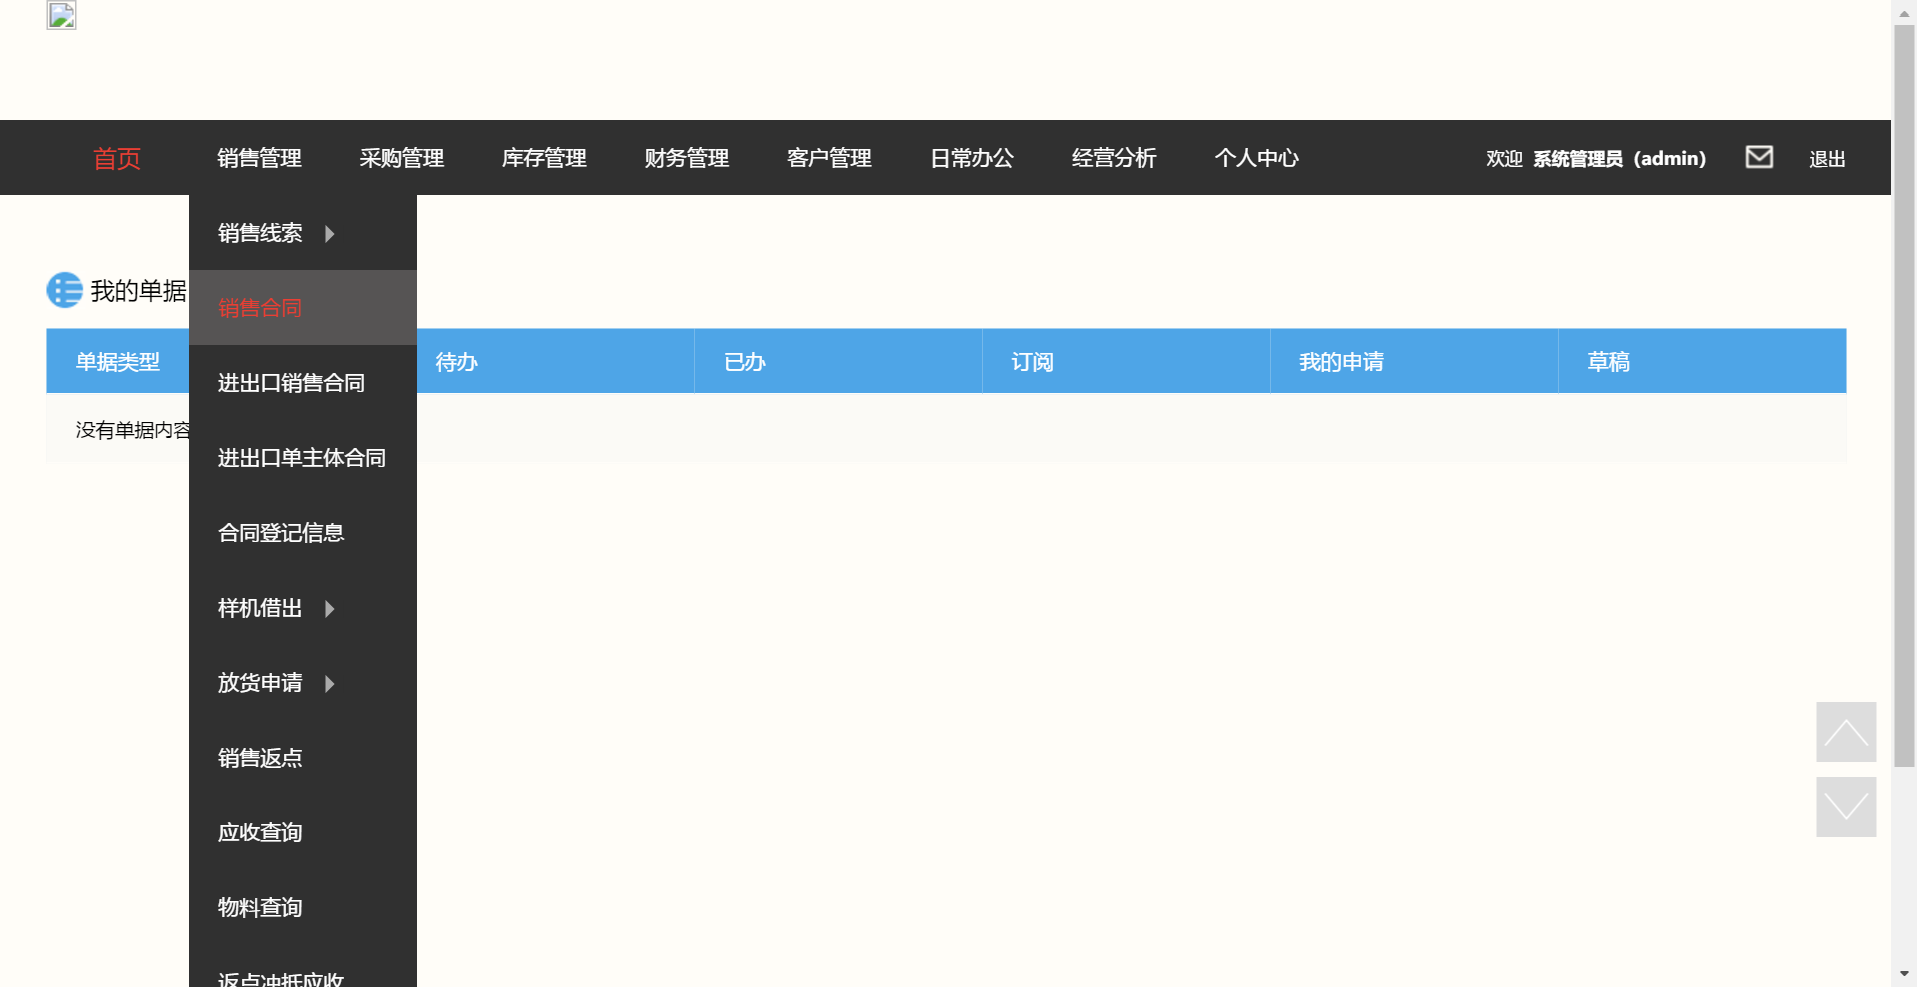 首页 销售管理 采购管理 库存管理 财务管理 客户管理 日常办公 经营分析 个人中心 欢迎 系统管理员（admin） 退出
销售线索
我的单据
销售合同
单据类型 待办 已办 订阅 我的申请 草稿
进出口销售合同
没有单据内容
进出口单主体合同
合同登记信息
样机借出
放货申请
销售返点
应收查询
物料查询
返点冲抵应收